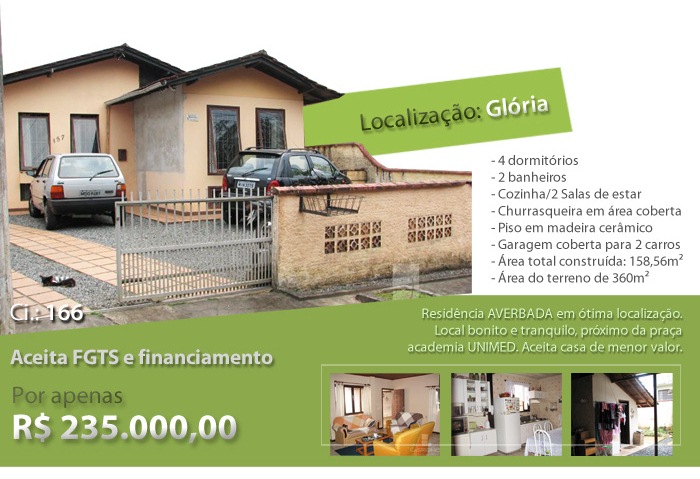 Localização: Glória
- 4 dormitórios
- 2 banheiros
- Cozinha/2 Salas de estar
- Churrasqueira em área coberta
- Piso em madeira cerâmico
- Garagem coberta para 2 carros
- Área total construída: 158,56m²
- Área do terreno de 360m²
157
Ci.: 166
Residência AVERBADA em ótima localização.
Local bonito e tranquilo, próximo da praça
academia UNIMED. Aceita casa de menor valor.
Aceita FGTS e financiamento
Por apenas
R$ 235.000,00